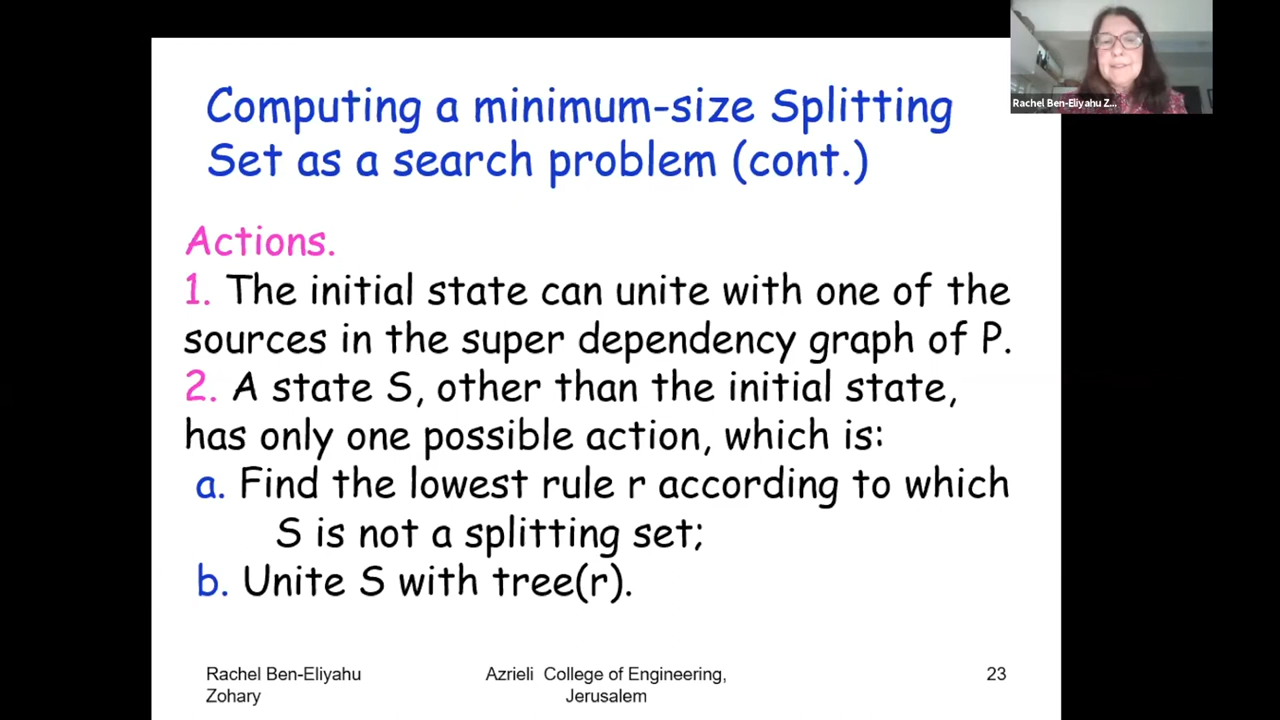 Computing a minimum-size Splitting
Set as a search problem (cont.)
Rachel Ben-Eliyahu Z...
Actions.
1. The initial state can unite with one of the
sources in the super dependency graph of P.
2. A state S, other than the initial state,
has only one possible action, which is:
a. Find the lowest rule r according to which
S is not a splitting set;
b. Unite S with tree(r).
Rachel Ben-Eliyahu
Zohary
Azrieli College of Engineering,
Jerusalem
23